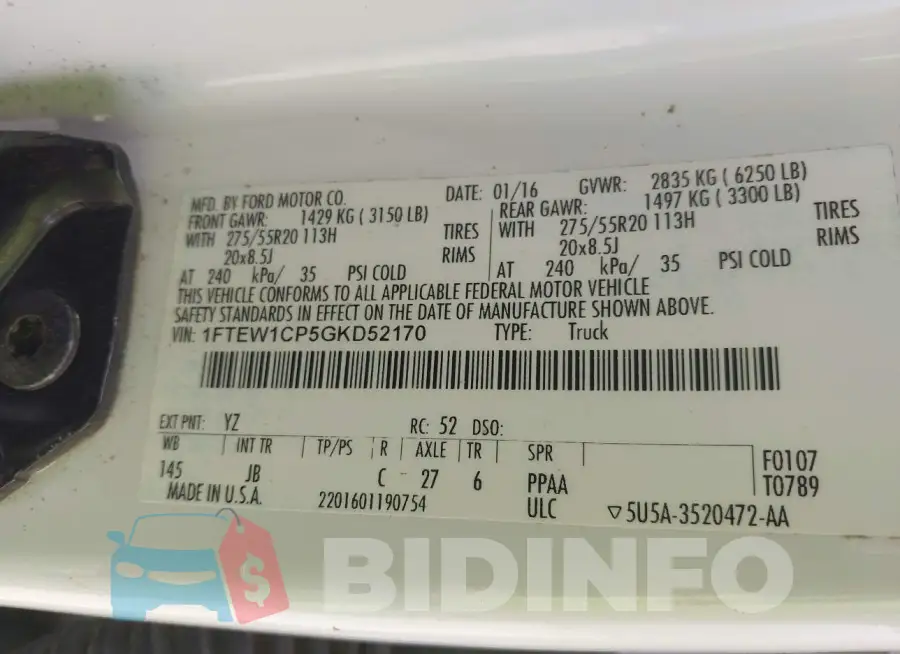 MFD. BY FORD MOTOR CO. DATE: 01/16 GVWR: 2835 KG ( 6250 LB)
FRONT GAWR: 1429 KG ( 3150 LB) REAR GAWR: 1497 KG ( 3300 LB)
WITH 275/55R20 113H TIRES WITH 275/55R20 113H TIRES
20x8.5J RIMS 20x8.5J RIMS
AT 240 kPa/ 35 PSI COLD AT 240 kPa/ 35 PSI COLD
THIS VEHICLE CONFORMS TO ALL APPLICABLE FEDERAL MOTOR VEHICLE
SAFETY STANDARDS IN EFFECT ON THE DATE OF MANUFACTURE SHOWN ABOVE.
VIN: 1FTEW1CP5GKD52170 TYPE: Truck
EXT PNT: YZ RC: 52 DSO:
WB INT TR TP/PS R AXLE TR SPR F0107
145 JB C - 27 6 PPAA T0789
MADE IN U.S.A. 2201601190754 ULC ▽5U5A-3520472-AA
$ BIDINFO